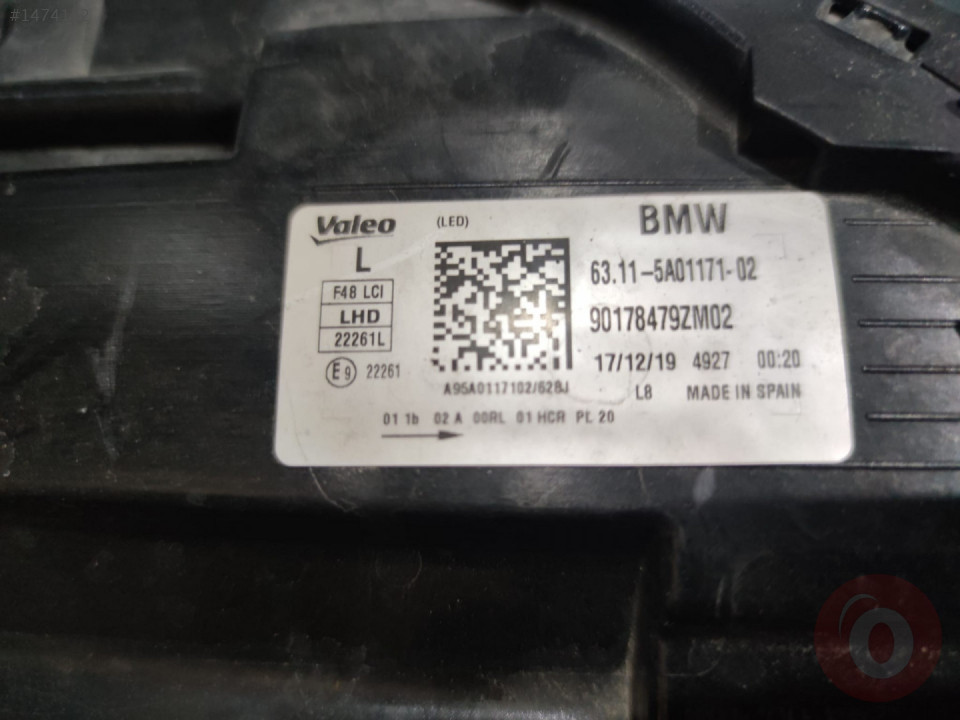 Valeo (LED) BMW
L
63.11-5A01171-02
F48 LCI
LHD
90178479ZM02
22261L
17/12/19 4927 00:20
E9 22261
A95A0117102/628J
L8 MADE IN SPAIN
01 1b 02 A 00RL 01 HCR PL 20